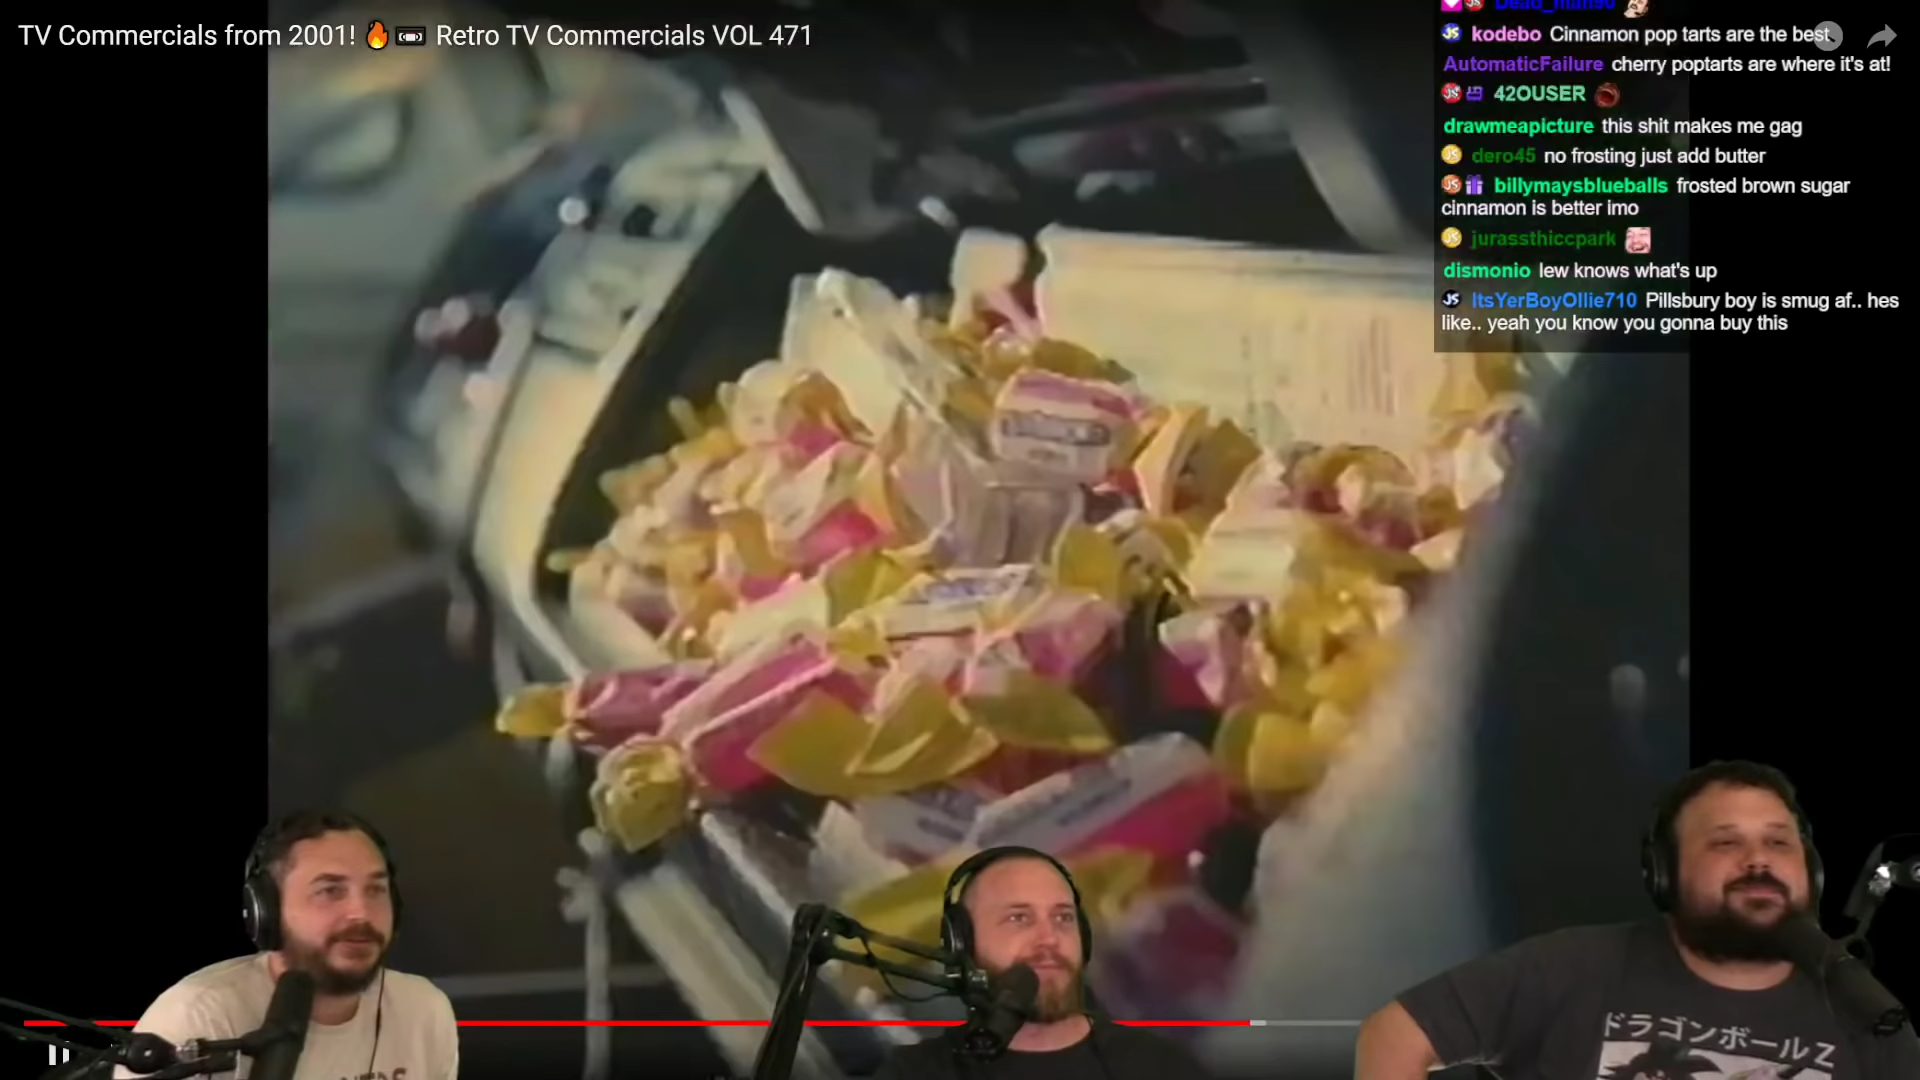 TV Commercials from 2001! 🔥📼 Retro TV Commercials VOL 471
kodebo Cinnamon pop tarts are the best
AutomaticFailure cherry poptarts are where it's at!
42OUSER
drawmeapicture this shit makes me gag
dero45 no frosting just add butter
billymaysblueballs frosted brown sugar
cinnamon is better imo
jurassthiccpark
dismonio lew knows what's up
ItsYerBoyOllie710 Pillsbury boy is smug af.. hes
like.. yeah you know you gonna buy this
ドラゴンボールZ